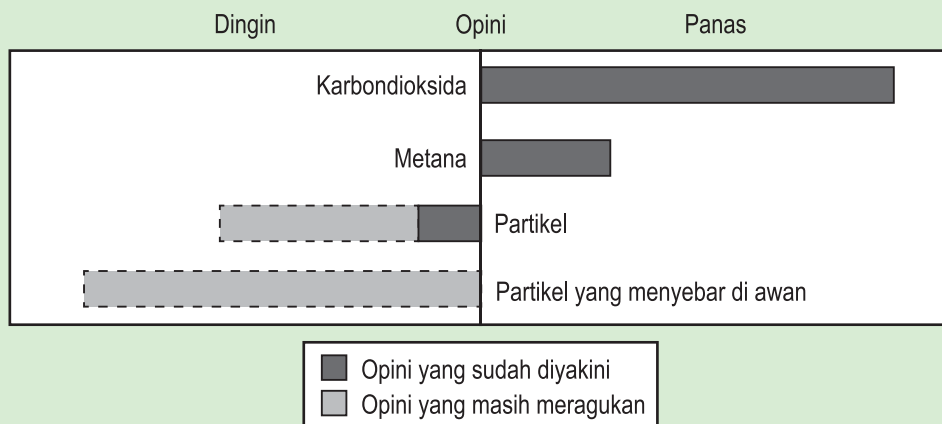 Dingin Opini Panas
Karbondioksida
Metana
Partikel
Partikel yang menyebar di awan
Opini yang sudah diyakini
Opini yang masih meragukan